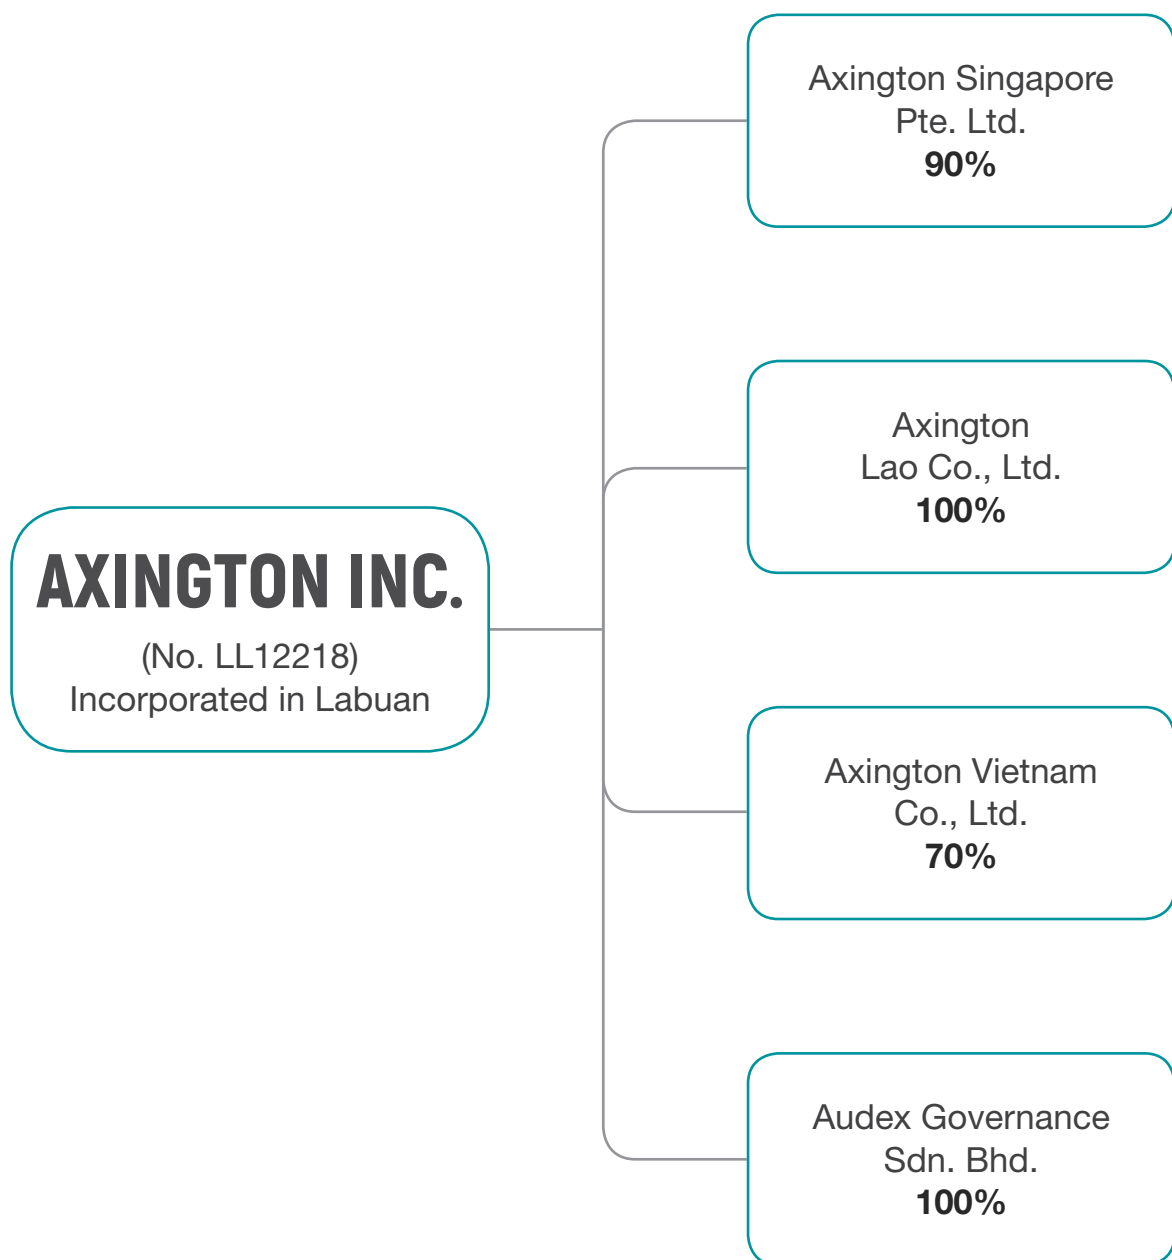 AXINGTON INC.
(No. LL12218)
Incorporated in Labuan
Axington Singapore
Pte. Ltd.
90%
Axington
Lao Co., Ltd.
100%
Axington Vietnam
Co., Ltd.
70%
Audex Governance
Sdn. Bhd.
100%